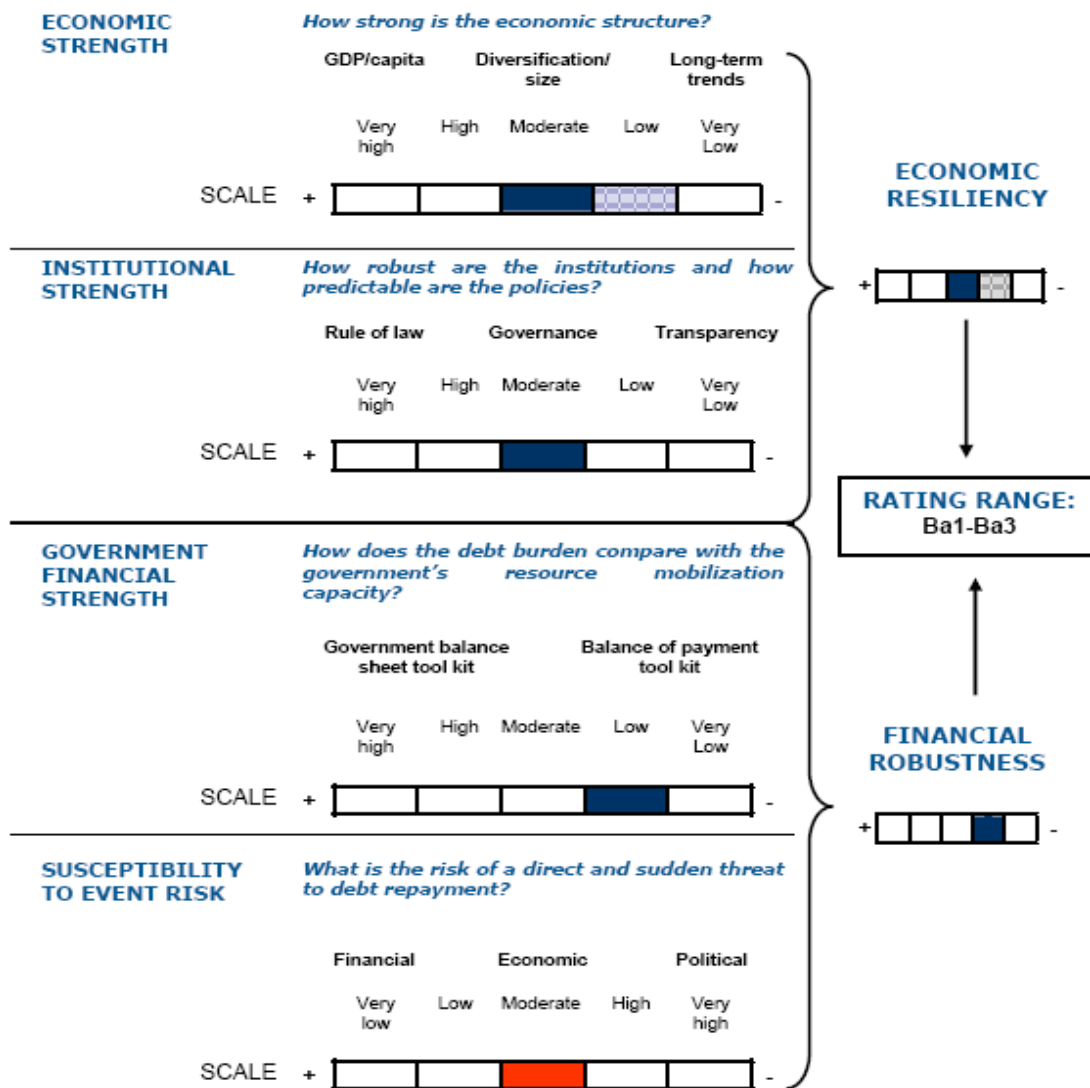 ECONOMIC
STRENGTH
How strong is the economic structure?
GDP/capita Diversification/
size Long-term
trends
Very
high High Moderate Low Very
Low
SCALE + -
ECONOMIC
RESILIENCY
+ -
INSTITUTIONAL
STRENGTH
How robust are the institutions and how
predictable are the policies?
Rule of law Governance Transparency
Very
high High Moderate Low Very
Low
SCALE + -
RATING RANGE:
Ba1-Ba3
GOVERNMENT
FINANCIAL
STRENGTH
How does the debt burden compare with the
government's resource mobilization
capacity?
Government balance
sheet tool kit Balance of payment
tool kit
Very
high High Moderate Low Very
Low
SCALE + -
FINANCIAL
ROBUSTNESS
+ -
SUSCEPTIBILITY
TO EVENT RISK
What is the risk of a direct and sudden threat
to debt repayment?
Financial Economic Political
Very
low Low Moderate High Very
high
SCALE + -